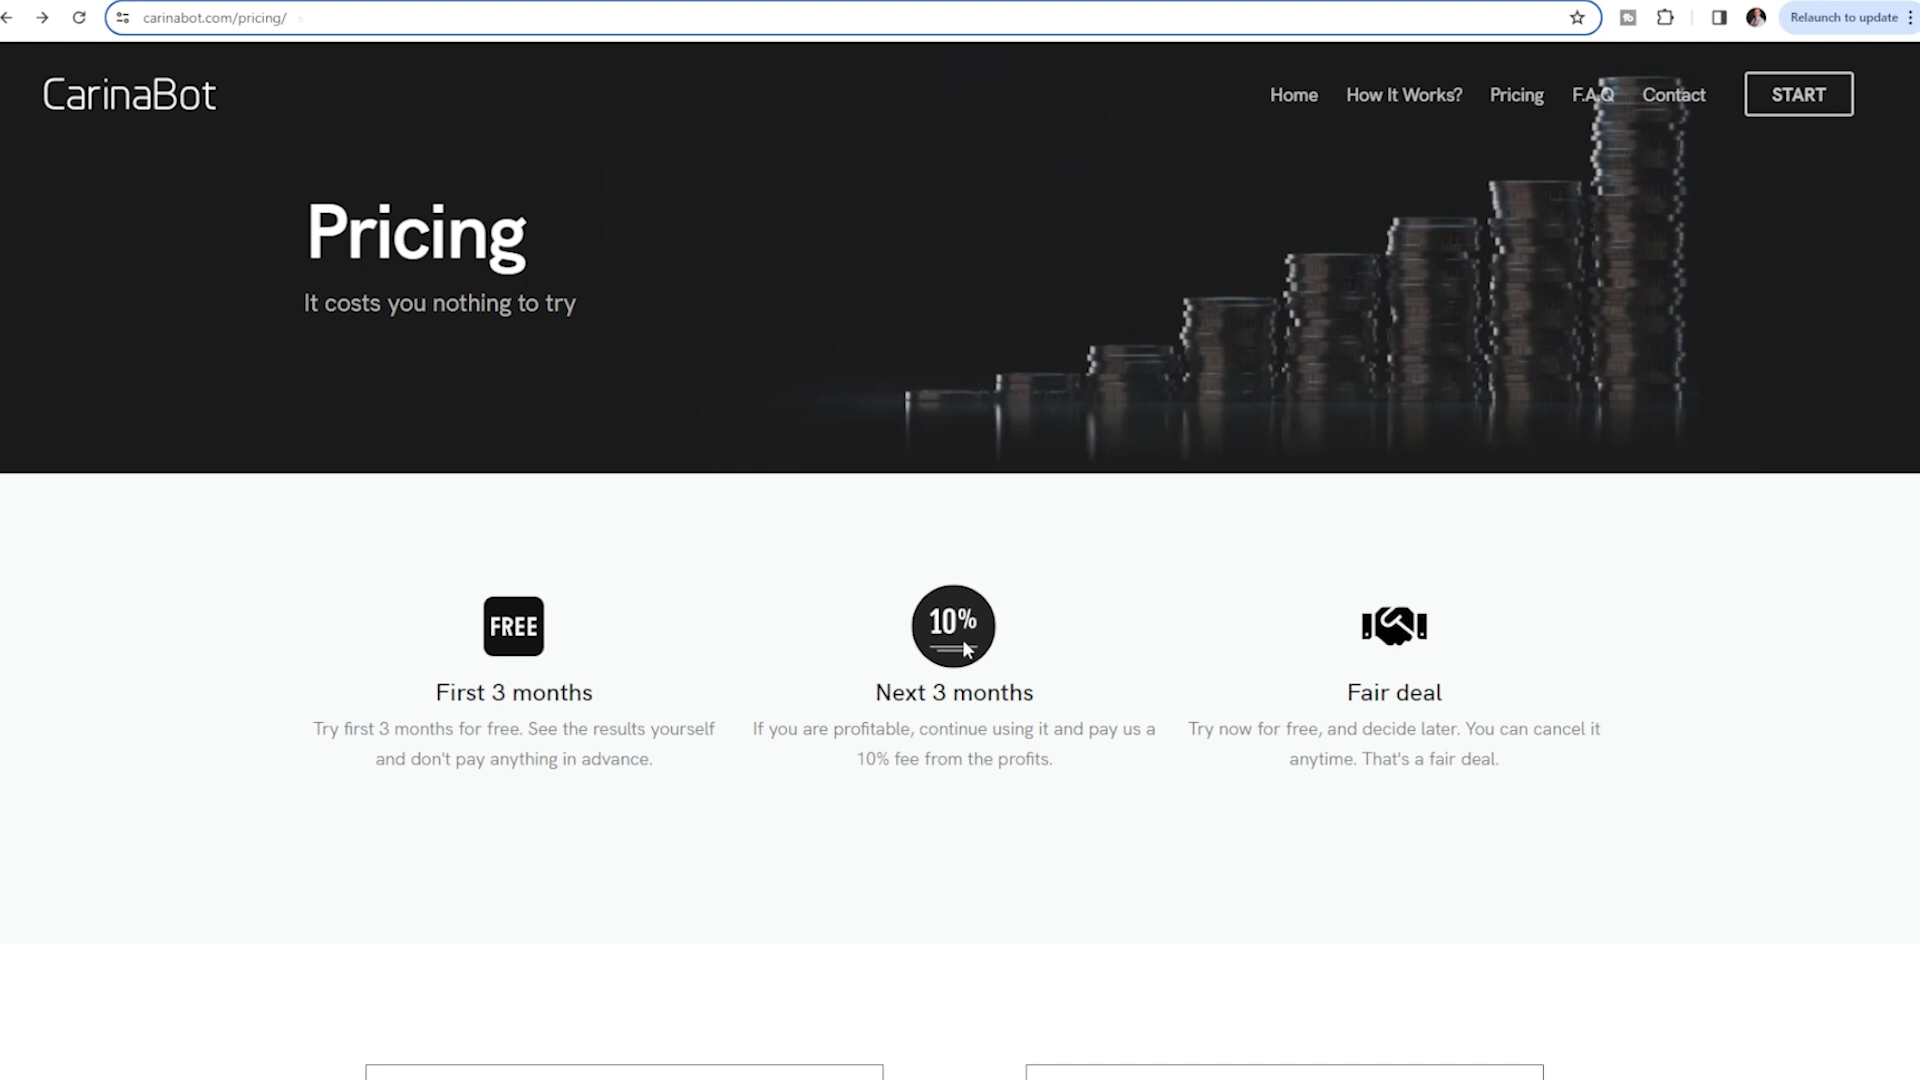 carinabot.com/pricing/
Relaunch to update
CarinaBot
Home How It Works? Pricing F.A.Q Contact START
Pricing
It costs you nothing to try
FREE
10%
First 3 months
Next 3 months
Fair deal
Try first 3 months for free. See the results yourself
and don't pay anything in advance.
If you are profitable, continue using it and pay us a
10% fee from the profits.
Try now for free, and decide later. You can cancel it
anytime. That's a fair deal.